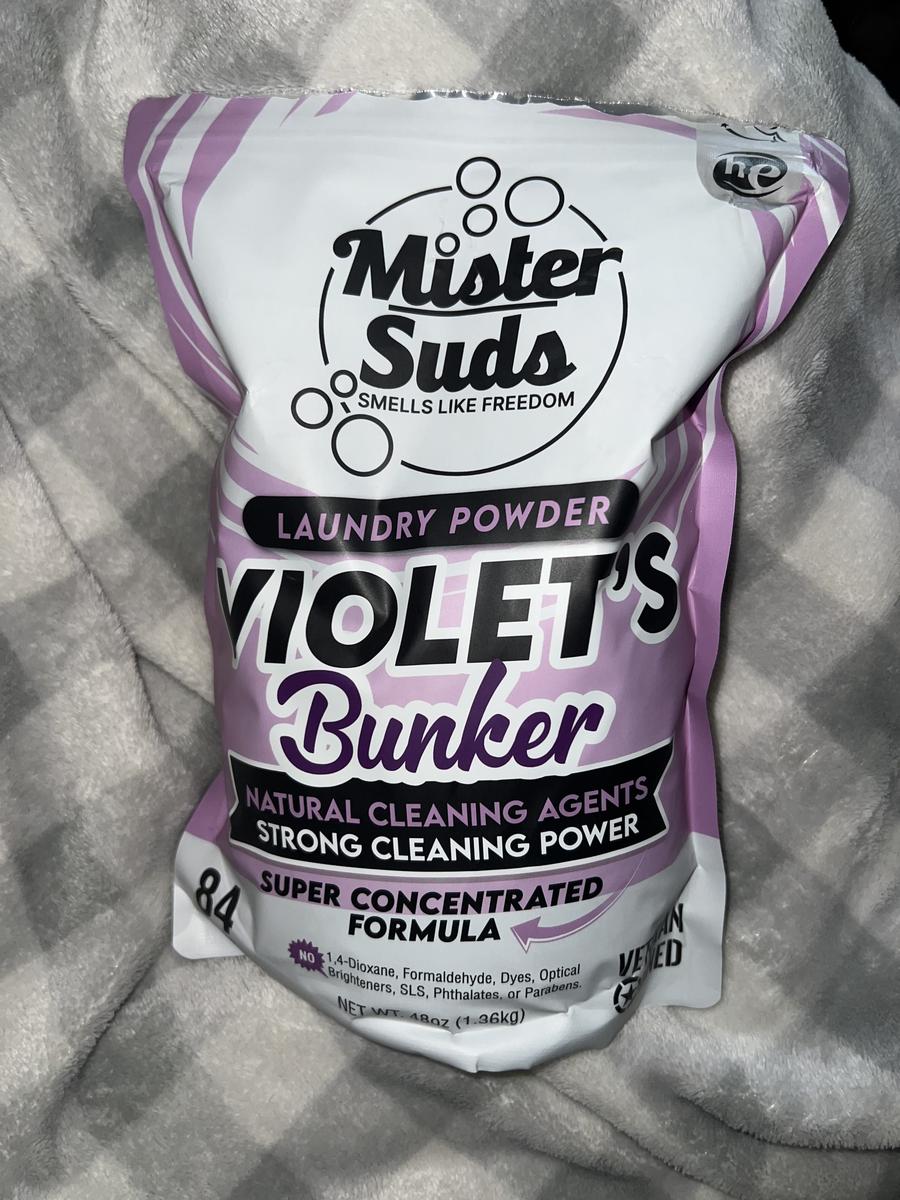 he
Mister
Suds
SMELLS LIKE FREEDOM
LAUNDRY POWDER
VIOLET'S
Bunker
NATURAL CLEANING AGENTS
STRONG CLEANING POWER
84
SUPER CONCENTRATED
FORMULA
NO
1,4-Dioxane, Formaldehyde, Dyes, Optical
Brighteners, SLS, Phthalates, or Parabens.
NET WT. 48oz (1.36kg)